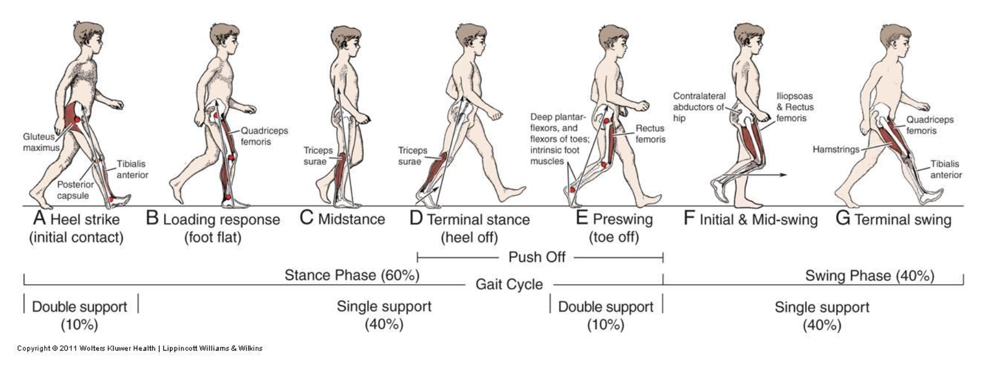 Gluteus
maximus
Posterior
capsule
Tibialis
anterior
Quadriceps
femoris
Triceps
surae
Triceps
surae
Deep plantar-
flexors, and
flexors of toes;
intrinsic foot
muscles
Rectus
femoris
Contralateral
abductors of
hip
Iliopsoas
& Rectus
femoris
Quadriceps
femoris
Hamstrings
Tibialis
anterior
A Heel strike
(initial contact)
B Loading response
(foot flat)
C Midstance
D Terminal stance
(heel off)
E Preswing
(toe off)
F Initial & Mid-swing
G Terminal swing
Push Off
Stance Phase (60%)
Swing Phase (40%)
Gait Cycle
Double support
(10%)
Single support
(40%)
Double support
(10%)
Single support
(40%)
Copyright © 2011 Wolters Kluwer Health | Lippincott Williams & Wilkins